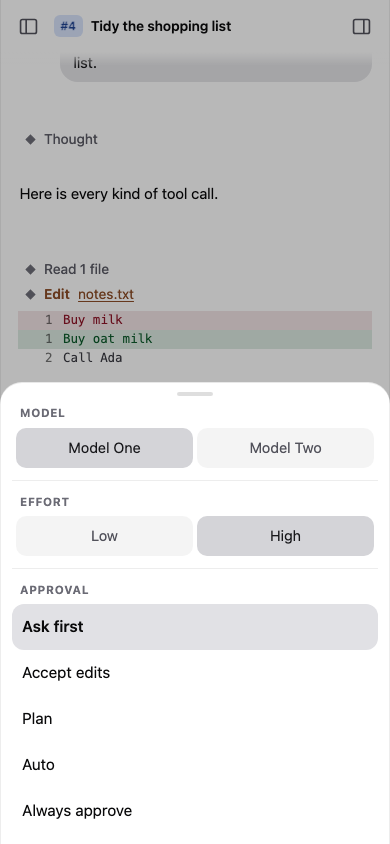 #4 Tidy the shopping list
list.
Thought
Here is every kind of tool call.
Read 1 file
Edit notes.txt
1 Buy milk
1 Buy oat milk
2 Call Ada
MODEL
Model One Model Two
EFFORT
Low High
APPROVAL
Ask first
Accept edits
Plan
Auto
Always approve